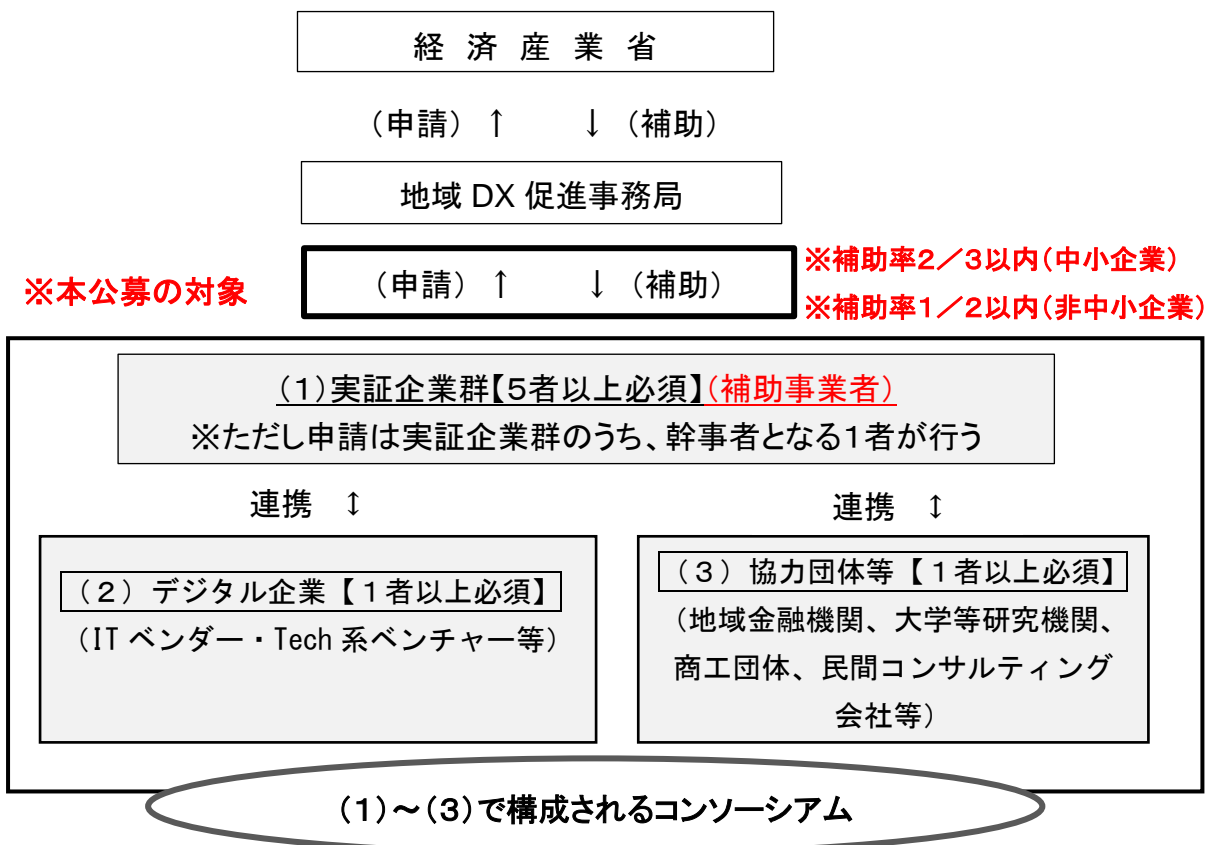 経 済 産 業 省
（申請） ↑ ↓ （補助）
地域 DX 促進事務局
※本公募の対象
（申請） ↑ ↓ （補助）
※補助率２／３以内（中小企業）
※補助率１／２以内（非中小企業）
（１）実証企業群【５者以上必須】（補助事業者）
※ただし申請は実証企業群のうち、幹事者となる１者が行う
連携 ↕
連携 ↕
（２）デジタル企業【１者以上必須】
（IT ベンダー・Tech 系ベンチャー等）
（３）協力団体等【１者以上必須】
（地域金融機関、大学等研究機関、
商工団体、民間コンサルティング
会社等）
（１）～（３）で構成されるコンソーシアム